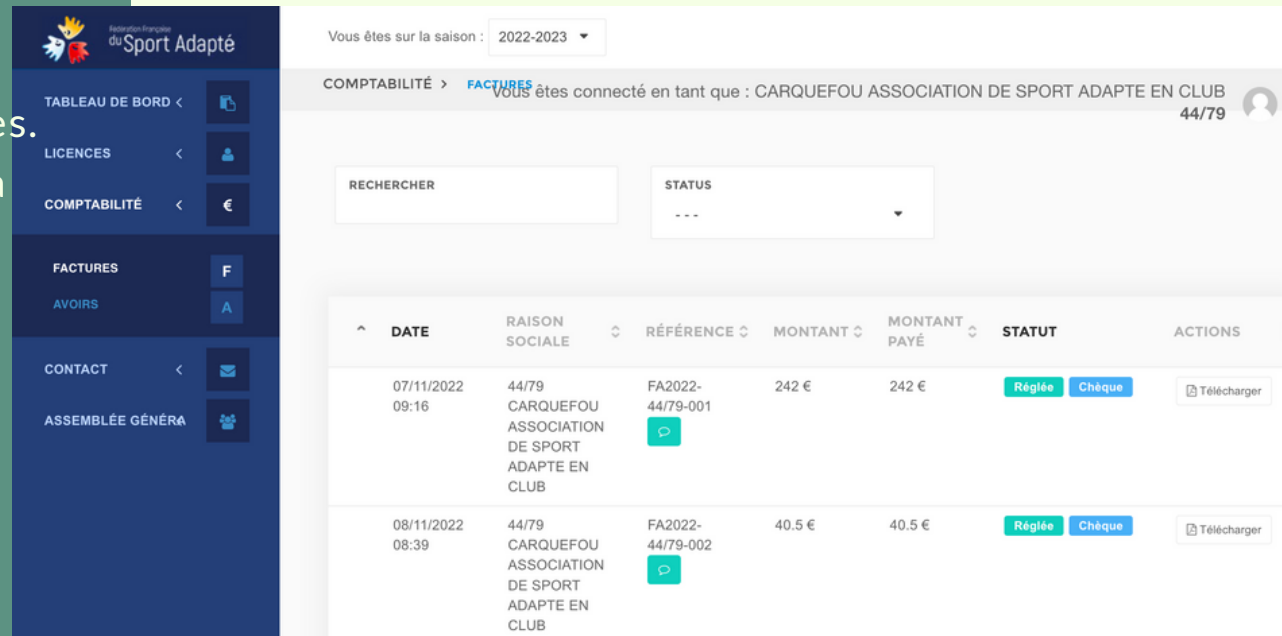 es.
Fédération Française
du Sport Adapté
TABLEAU DE BORD <
LICENCES <
COMPTABILITÉ < €
FACTURES F
AVOIRS A
CONTACT <
ASSEMBLÉE GÉNÉRA
Vous êtes sur la saison : 2022-2023
COMPTABILITÉ > FACTURES
Vous êtes connecté en tant que : CARQUEFOU ASSOCIATION DE SPORT ADAPTE EN CLUB
44/79
RECHERCHER
STATUS
- - -
DATE RAISON SOCIALE RÉFÉRENCE MONTANT MONTANT PAYÉ STATUT ACTIONS
07/11/2022 44/79 FA2022- 242 € 242 € Réglée Chèque Télécharger
09:16 CARQUEFOU 44/79-001
ASSOCIATION
DE SPORT
ADAPTE EN
CLUB
08/11/2022 44/79 FA2022- 40.5 € 40.5 € Réglée Chèque Télécharger
08:39 CARQUEFOU 44/79-002
ASSOCIATION
DE SPORT
ADAPTE EN
CLUB